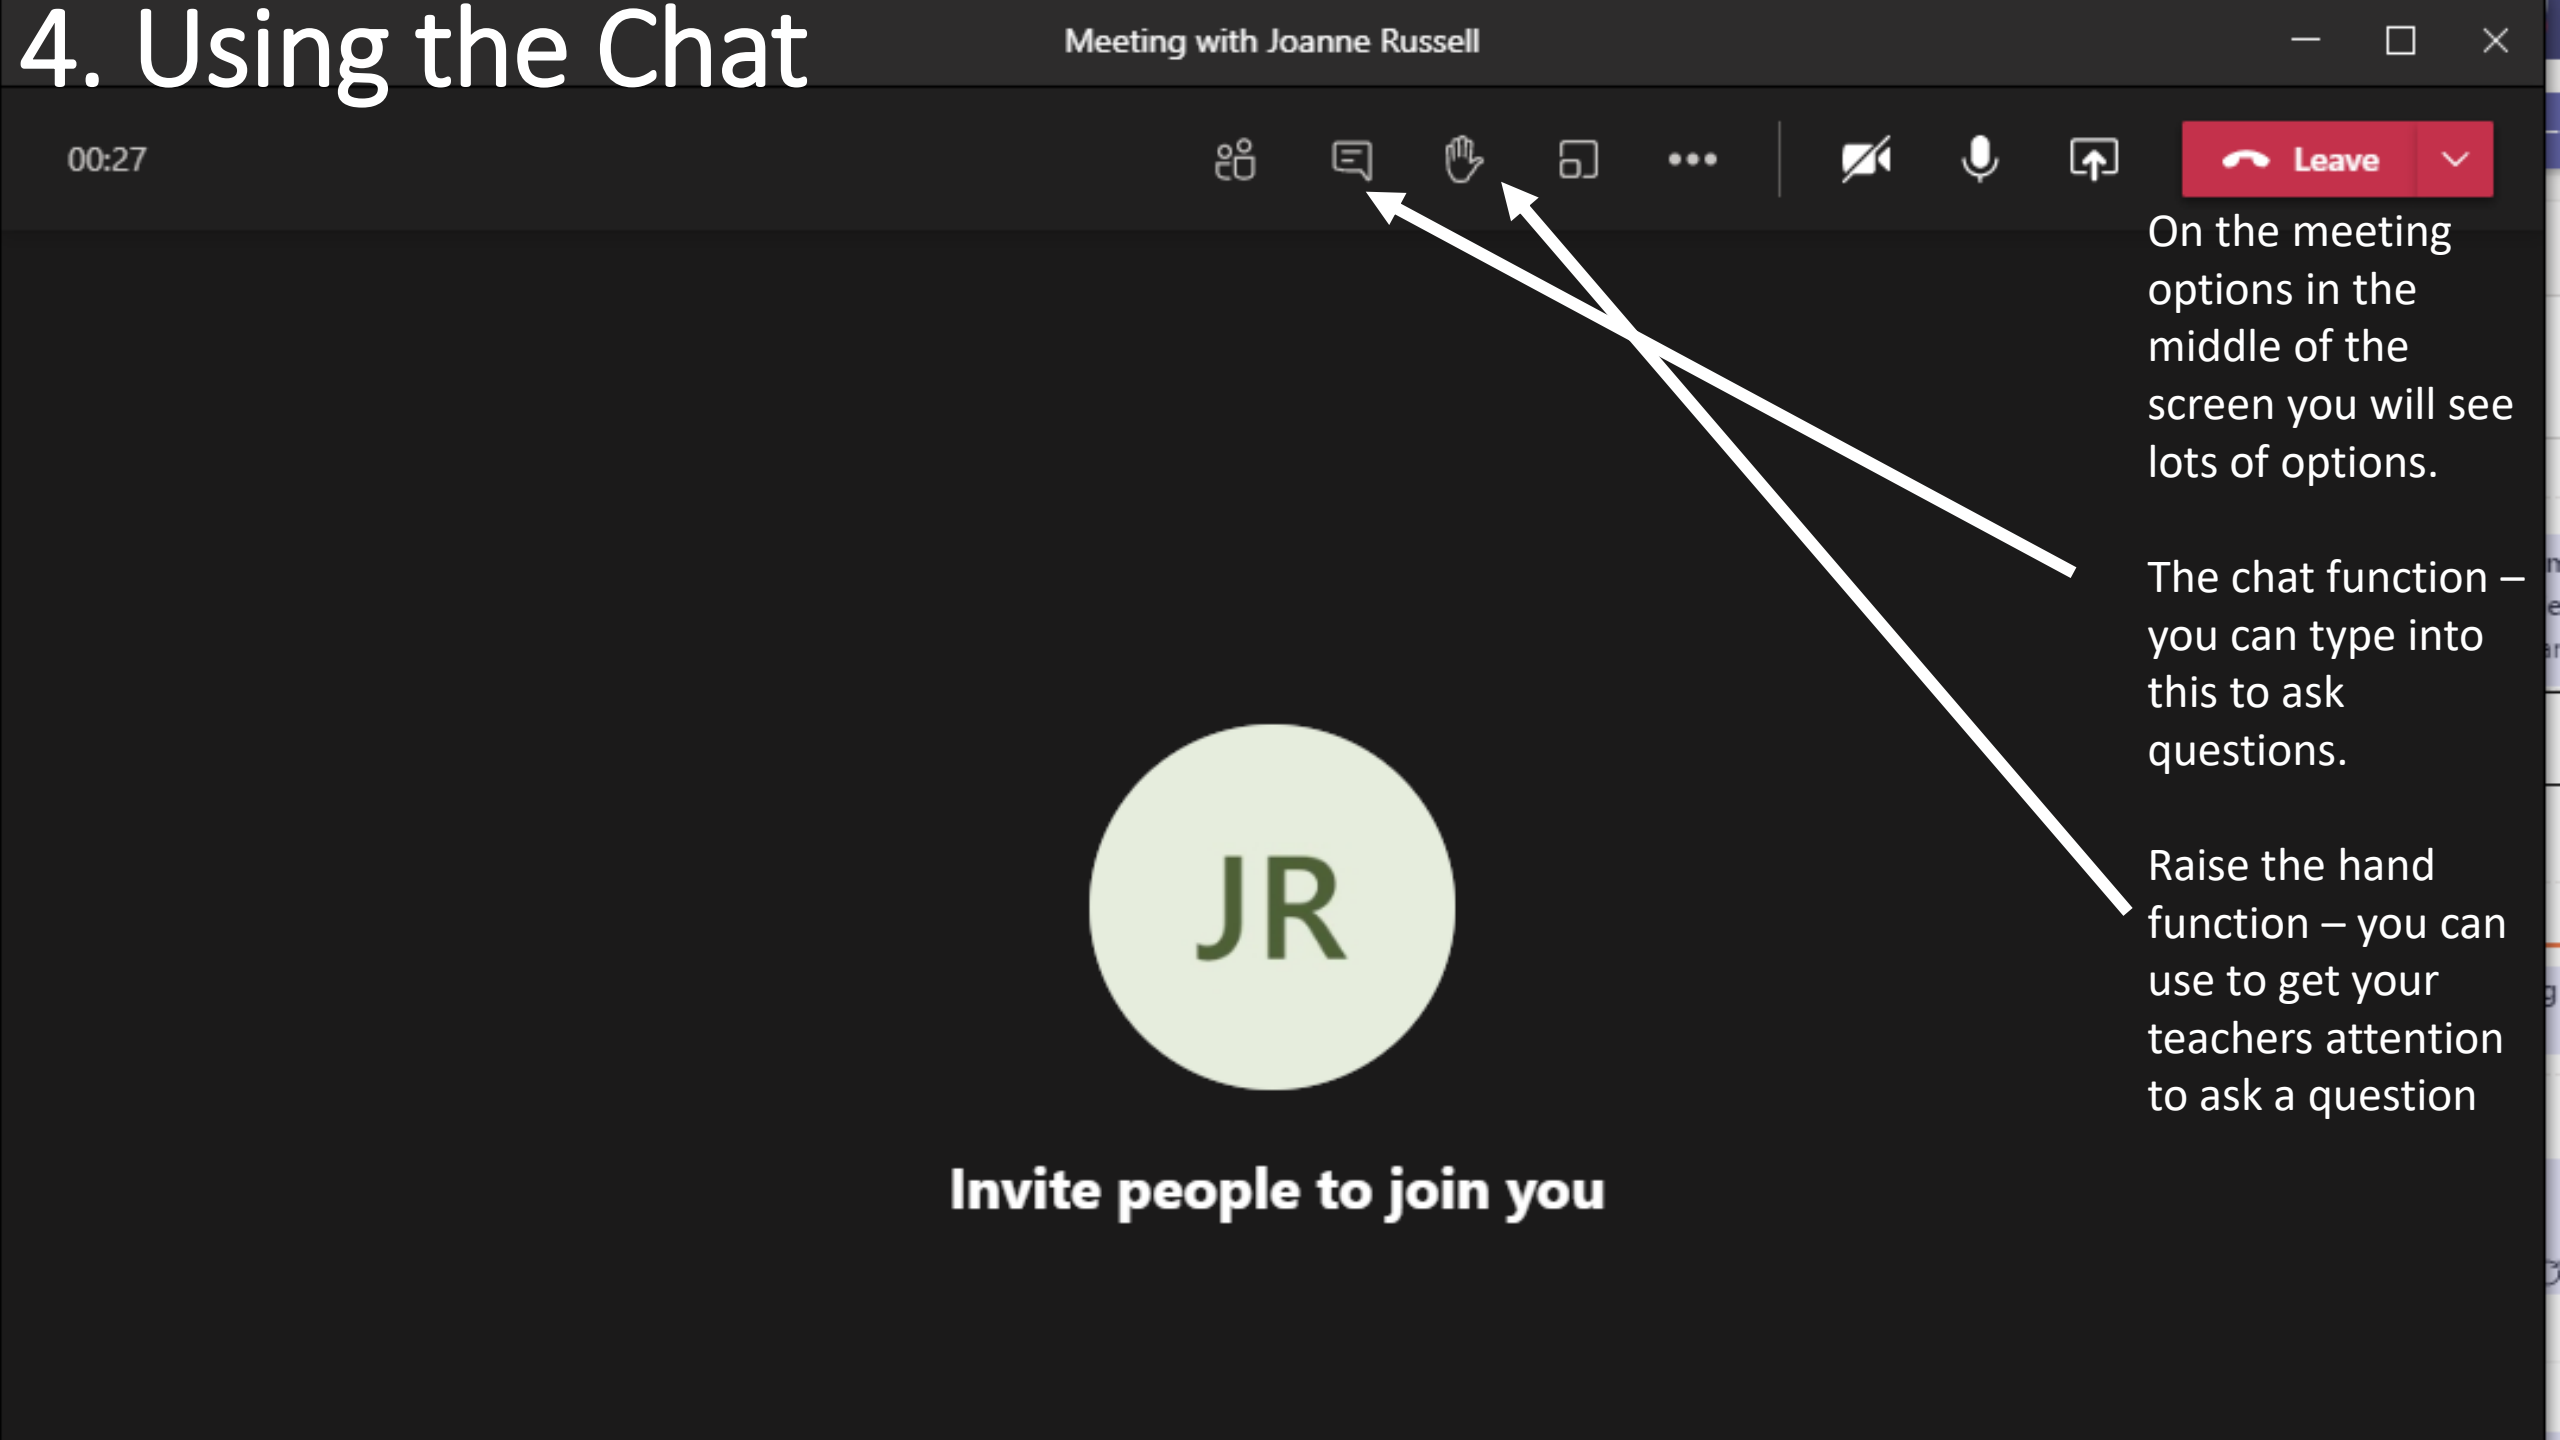 4. Using the Chat
Meeting with Joanne Russell
00:27
Leave
On the meeting
options in the
middle of the
screen you will see
lots of options.
The chat function –
you can type into
this to ask
questions.
Raise the hand
function – you can
use to get your
teachers attention
to ask a question
JR
Invite people to join you